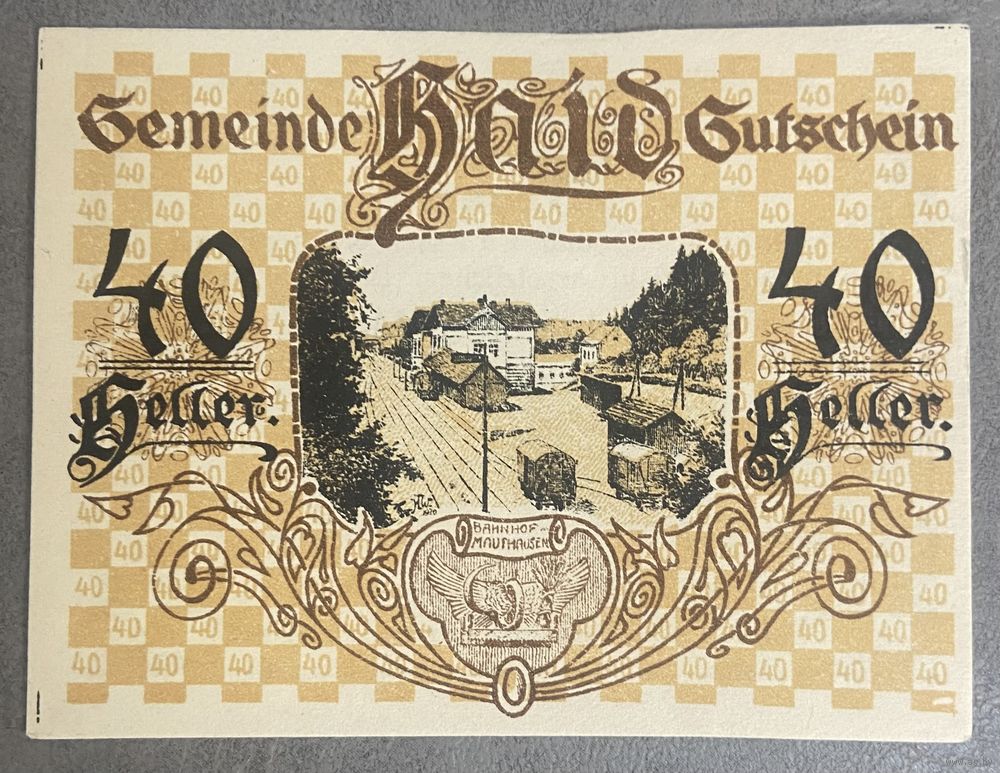 Gemeinde Haid Gutschein
40 40
Heller. Heller.
BAHNHOF-
MAUTHAUSEN